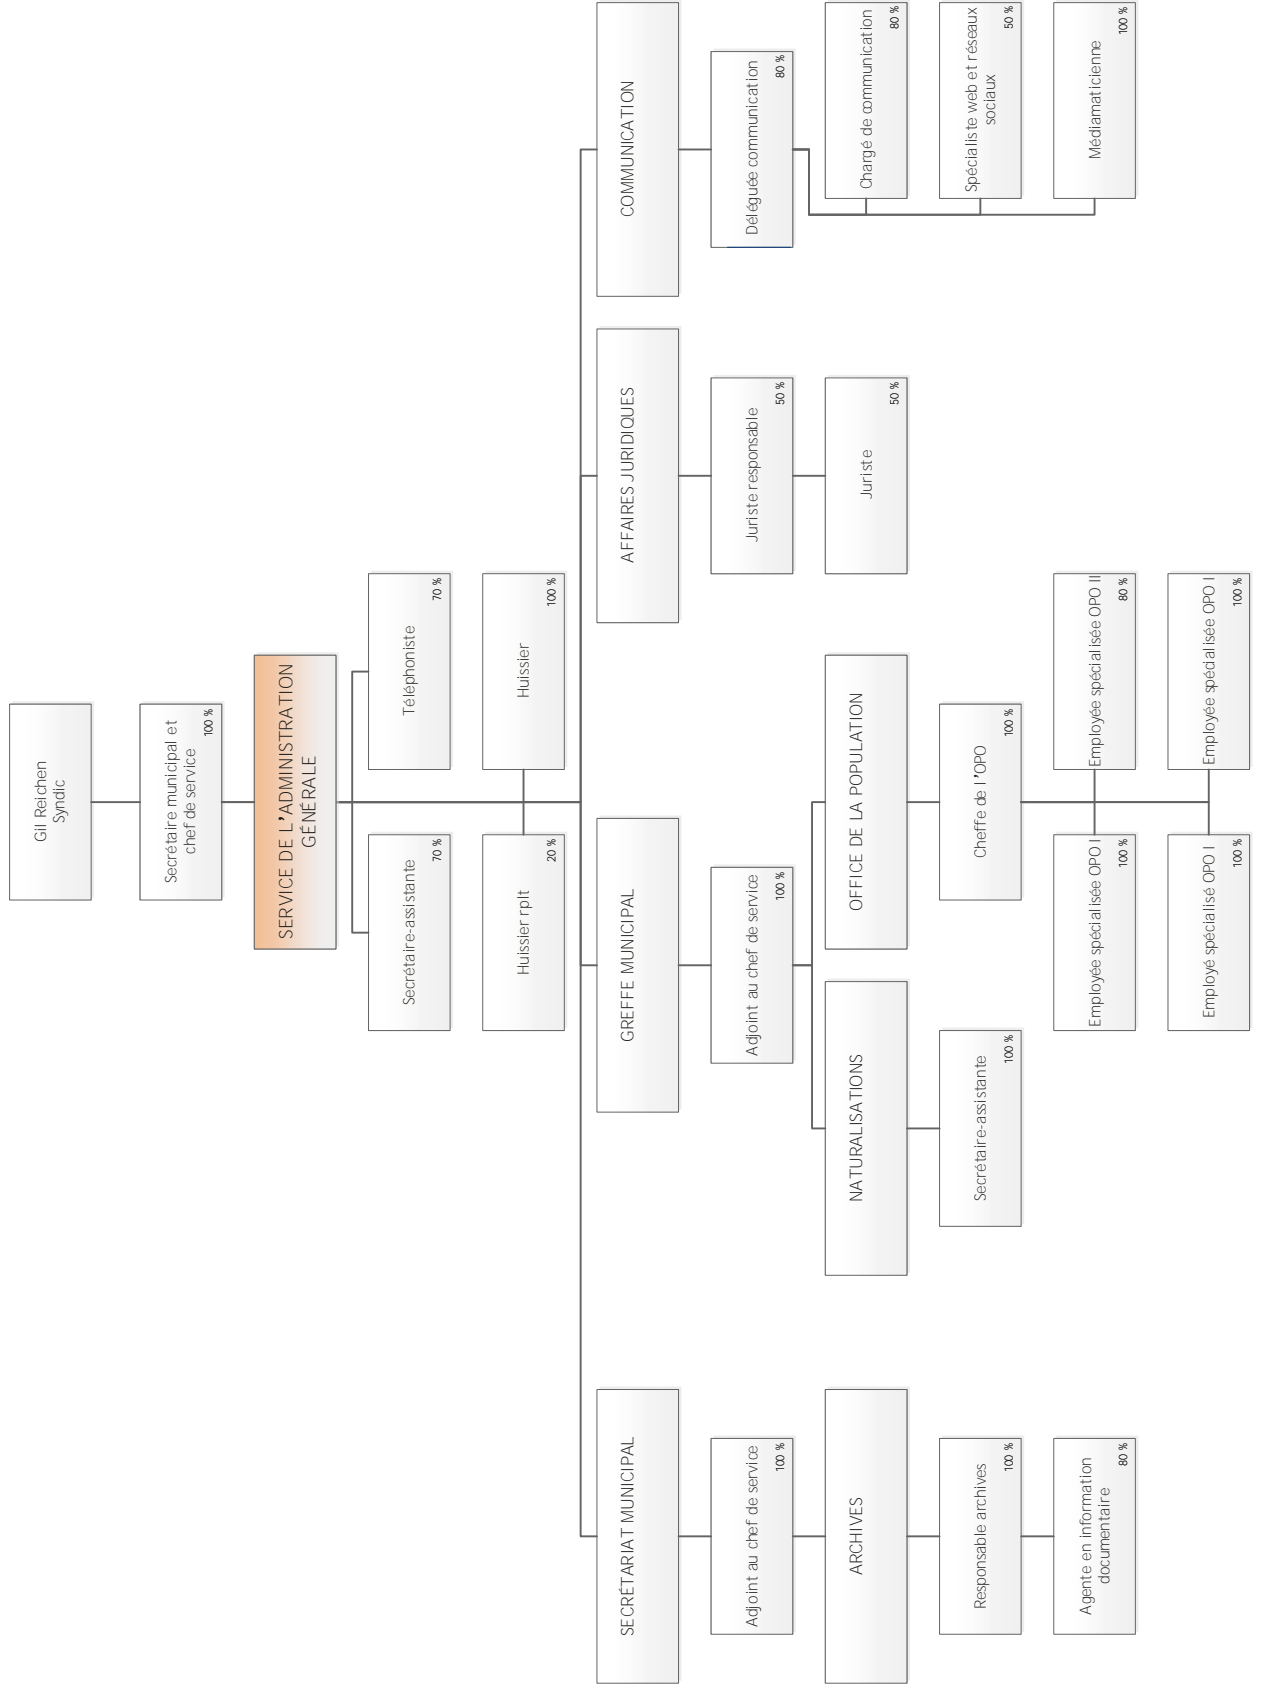 Gil Reichen
Syndic
Secrétaire municipal et
chef de service
100 %
SERVICE DE L’ADMINISTRATION
GÉNÉRALE
Secrétaire-assistante
70 %
Téléphoniste
70 %
Huissier rplt
20 %
Huissier
100 %
SECRÉTARIAT MUNICIPAL
Adjoint au chef de service
100 %
ARCHIVES
Responsable archives
100 %
Agente en information
documentaire
80 %
GREFFE MUNICIPAL
Adjoint au chef de service
100 %
NATURALISATIONS
Secrétaire-assistante
100 %
OFFICE DE LA POPULATION
Cheffe de l’OPO
100 %
Employée spécialisée OPO I
100 %
Employée spécialisée OPO II
80 %
Employé spécialisé OPO I
100 %
Employée spécialisée OPO I
100 %
AFFAIRES JURIDIQUES
Juriste responsable
50 %
Juriste
50 %
COMMUNICATION
Déléguée communication
80 %
Chargé de communication
80 %
Spécialiste web et réseaux
sociaux
50 %
Médiamaticienne
100 %